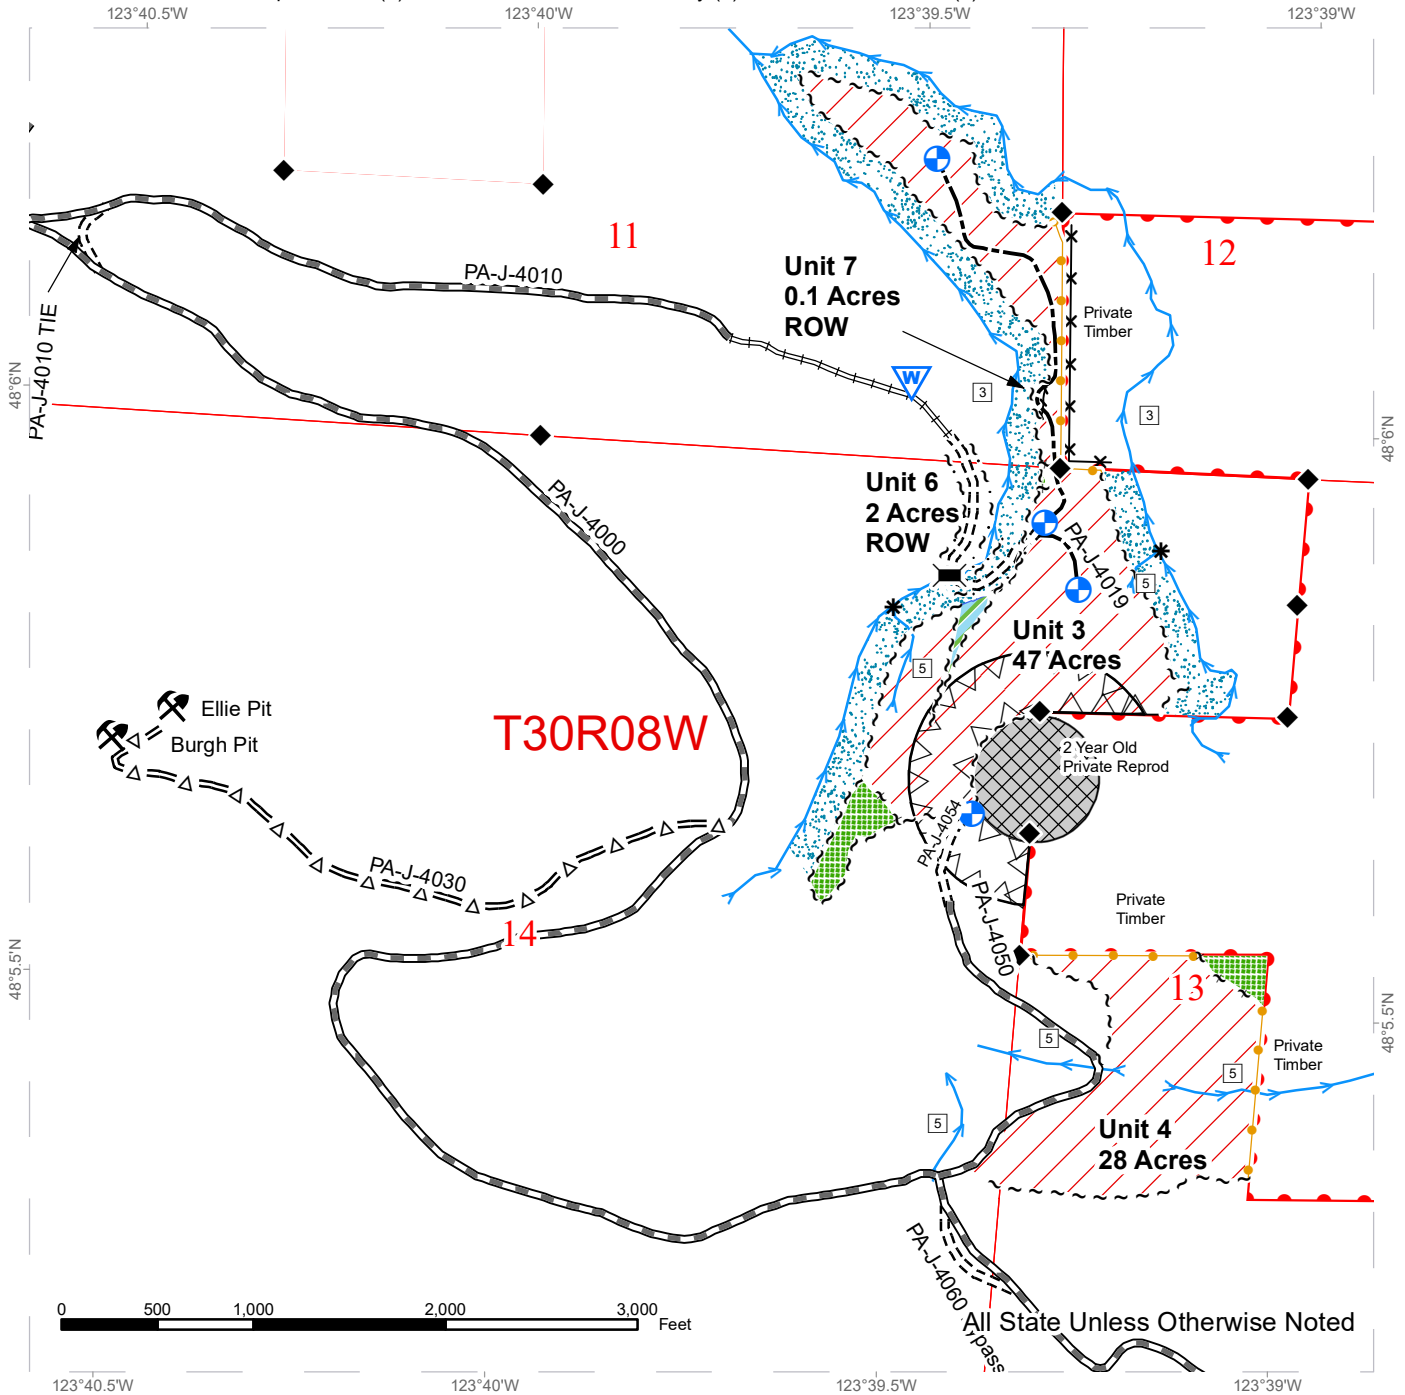 123°40.5'W
123°40'W
123°39.5'W
123°39'W
11
12
PA-J-4010
Unit 7
0.1 Acres
ROW
Private
Timber
PA-J-4010 TIE
48°6'N
48°6'N
W
3
3
Unit 6
2 Acres
ROW
PA-J-4000
PA-J-4019
5
Unit 3
47 Acres
5
Ellie Pit
Burgh Pit
T30R08W
2 Year Old
Private Reprod
PA-J-4054
PA-J-4030
14
PA-J-4050
Private
Timber
13
48°5.5'N
48°5.5'N
5
Private
Timber
5
5
Unit 4
28 Acres
PA-J-4060
pass
0
500
1,000
2,000
3,000
Feet
All State Unless Otherwise Noted
123°40.5'W
123°40'W
123°39.5'W
123°39'W